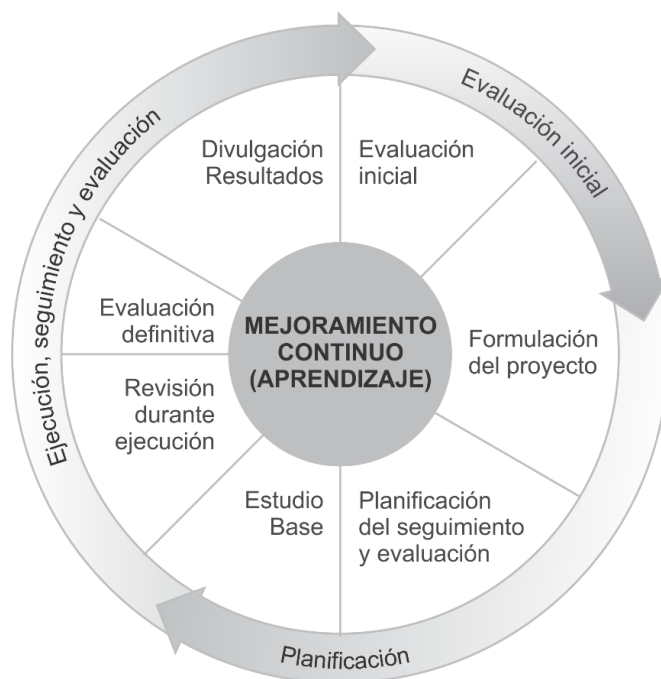 Evaluación inicial
Divulgación
Resultados
Evaluación
inicial
Ejecución, seguimiento y evaluación
Evaluación
definitiva
MEJORAMIENTO
CONTINUO
(APRENDIZAJE)
Formulación
del proyecto
Revisión
durante
ejecución
Estudio
Base
Planificación
del seguimiento
y evaluación
Planificación